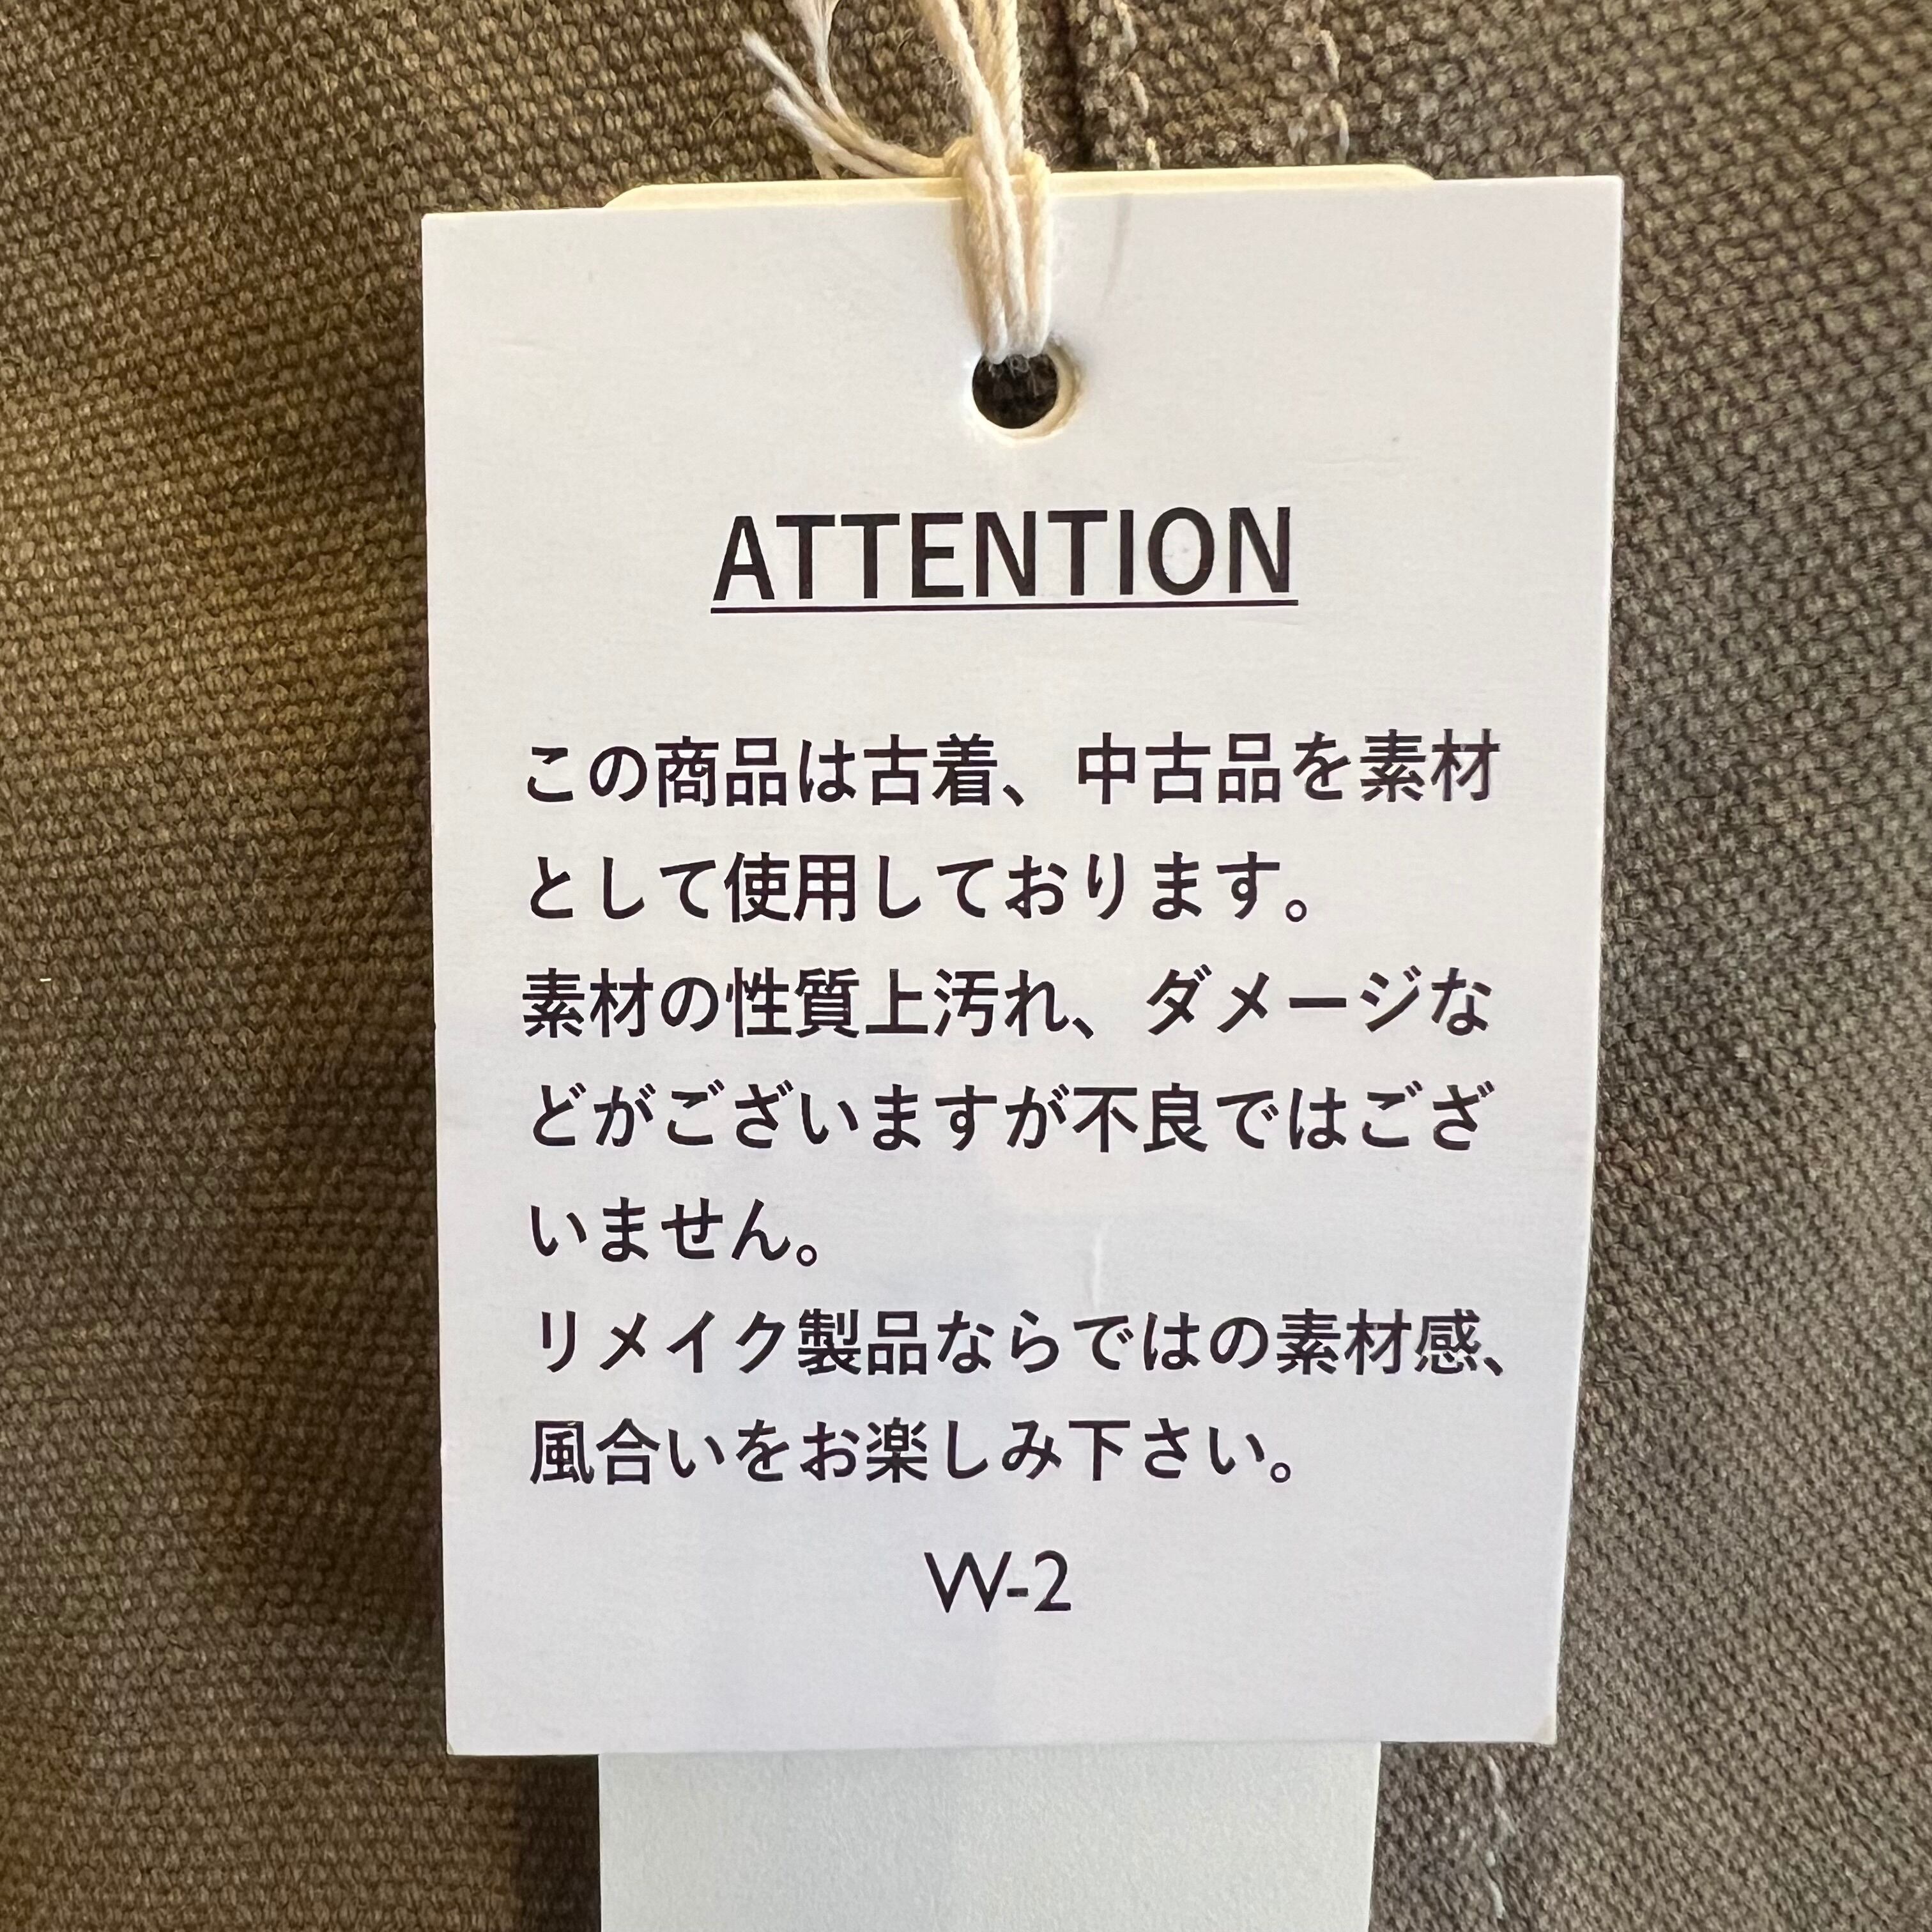 ATTENTION
この商品は古着、中古品を素材
として使用しております。
素材の性質上汚れ、ダメージな
どがございますが不良ではござ
いません。
リメイク製品ならではの素材感、
風合いをお楽しみ下さい。
W-2